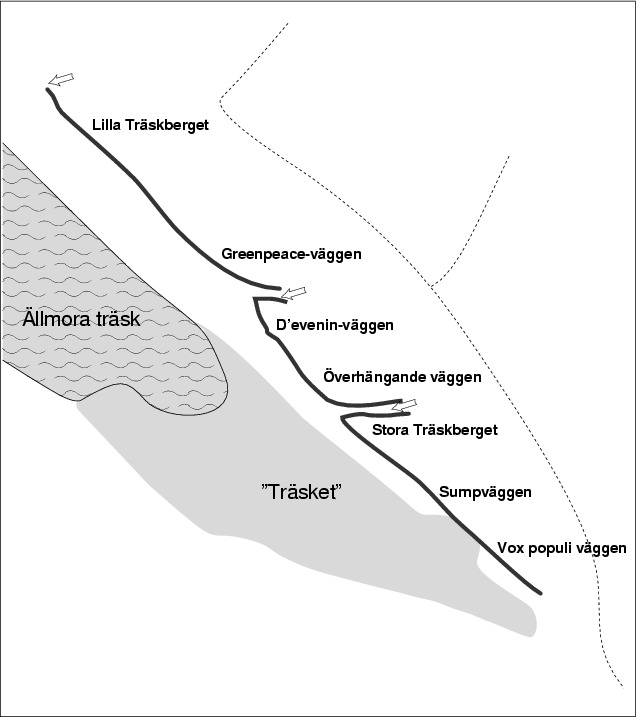 Lilla Träskberget
Greenpeace-väggen
Ällmora träsk
D'evenin-väggen
Överhängande väggen
Stora Träskberget
"Träsket"
Sumpväggen
Vox populi väggen